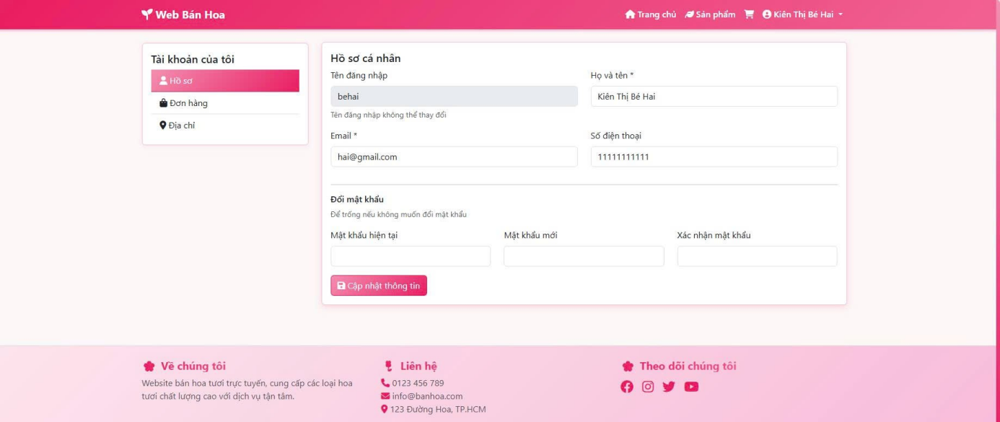 Web Bán Hoa
Trang chủ Sản phẩm Kiên Thị Bé Hai
Tài khoản của tôi
Hồ sơ
Đơn hàng
Địa chỉ
Hồ sơ cá nhân
Tên đăng nhập
behai
Tên đăng nhập không thể thay đổi
Họ và tên *
Kiên Thị Bé Hai
Email *
hai@gmail.com
Số điện thoại
11111111111
Đổi mật khẩu
Để trống nếu không muốn đổi mật khẩu
Mật khẩu hiện tại
Mật khẩu mới
Xác nhận mật khẩu
Cập nhật thông tin
Về chúng tôi
Website bán hoa tươi trực tuyến, cung cấp các loại hoa
tươi chất lượng cao với dịch vụ tận tâm.
Liên hệ
0123 456 789
info@banhoa.com
123 Đường Hoa, TP.HCM
Theo dõi chúng tôi